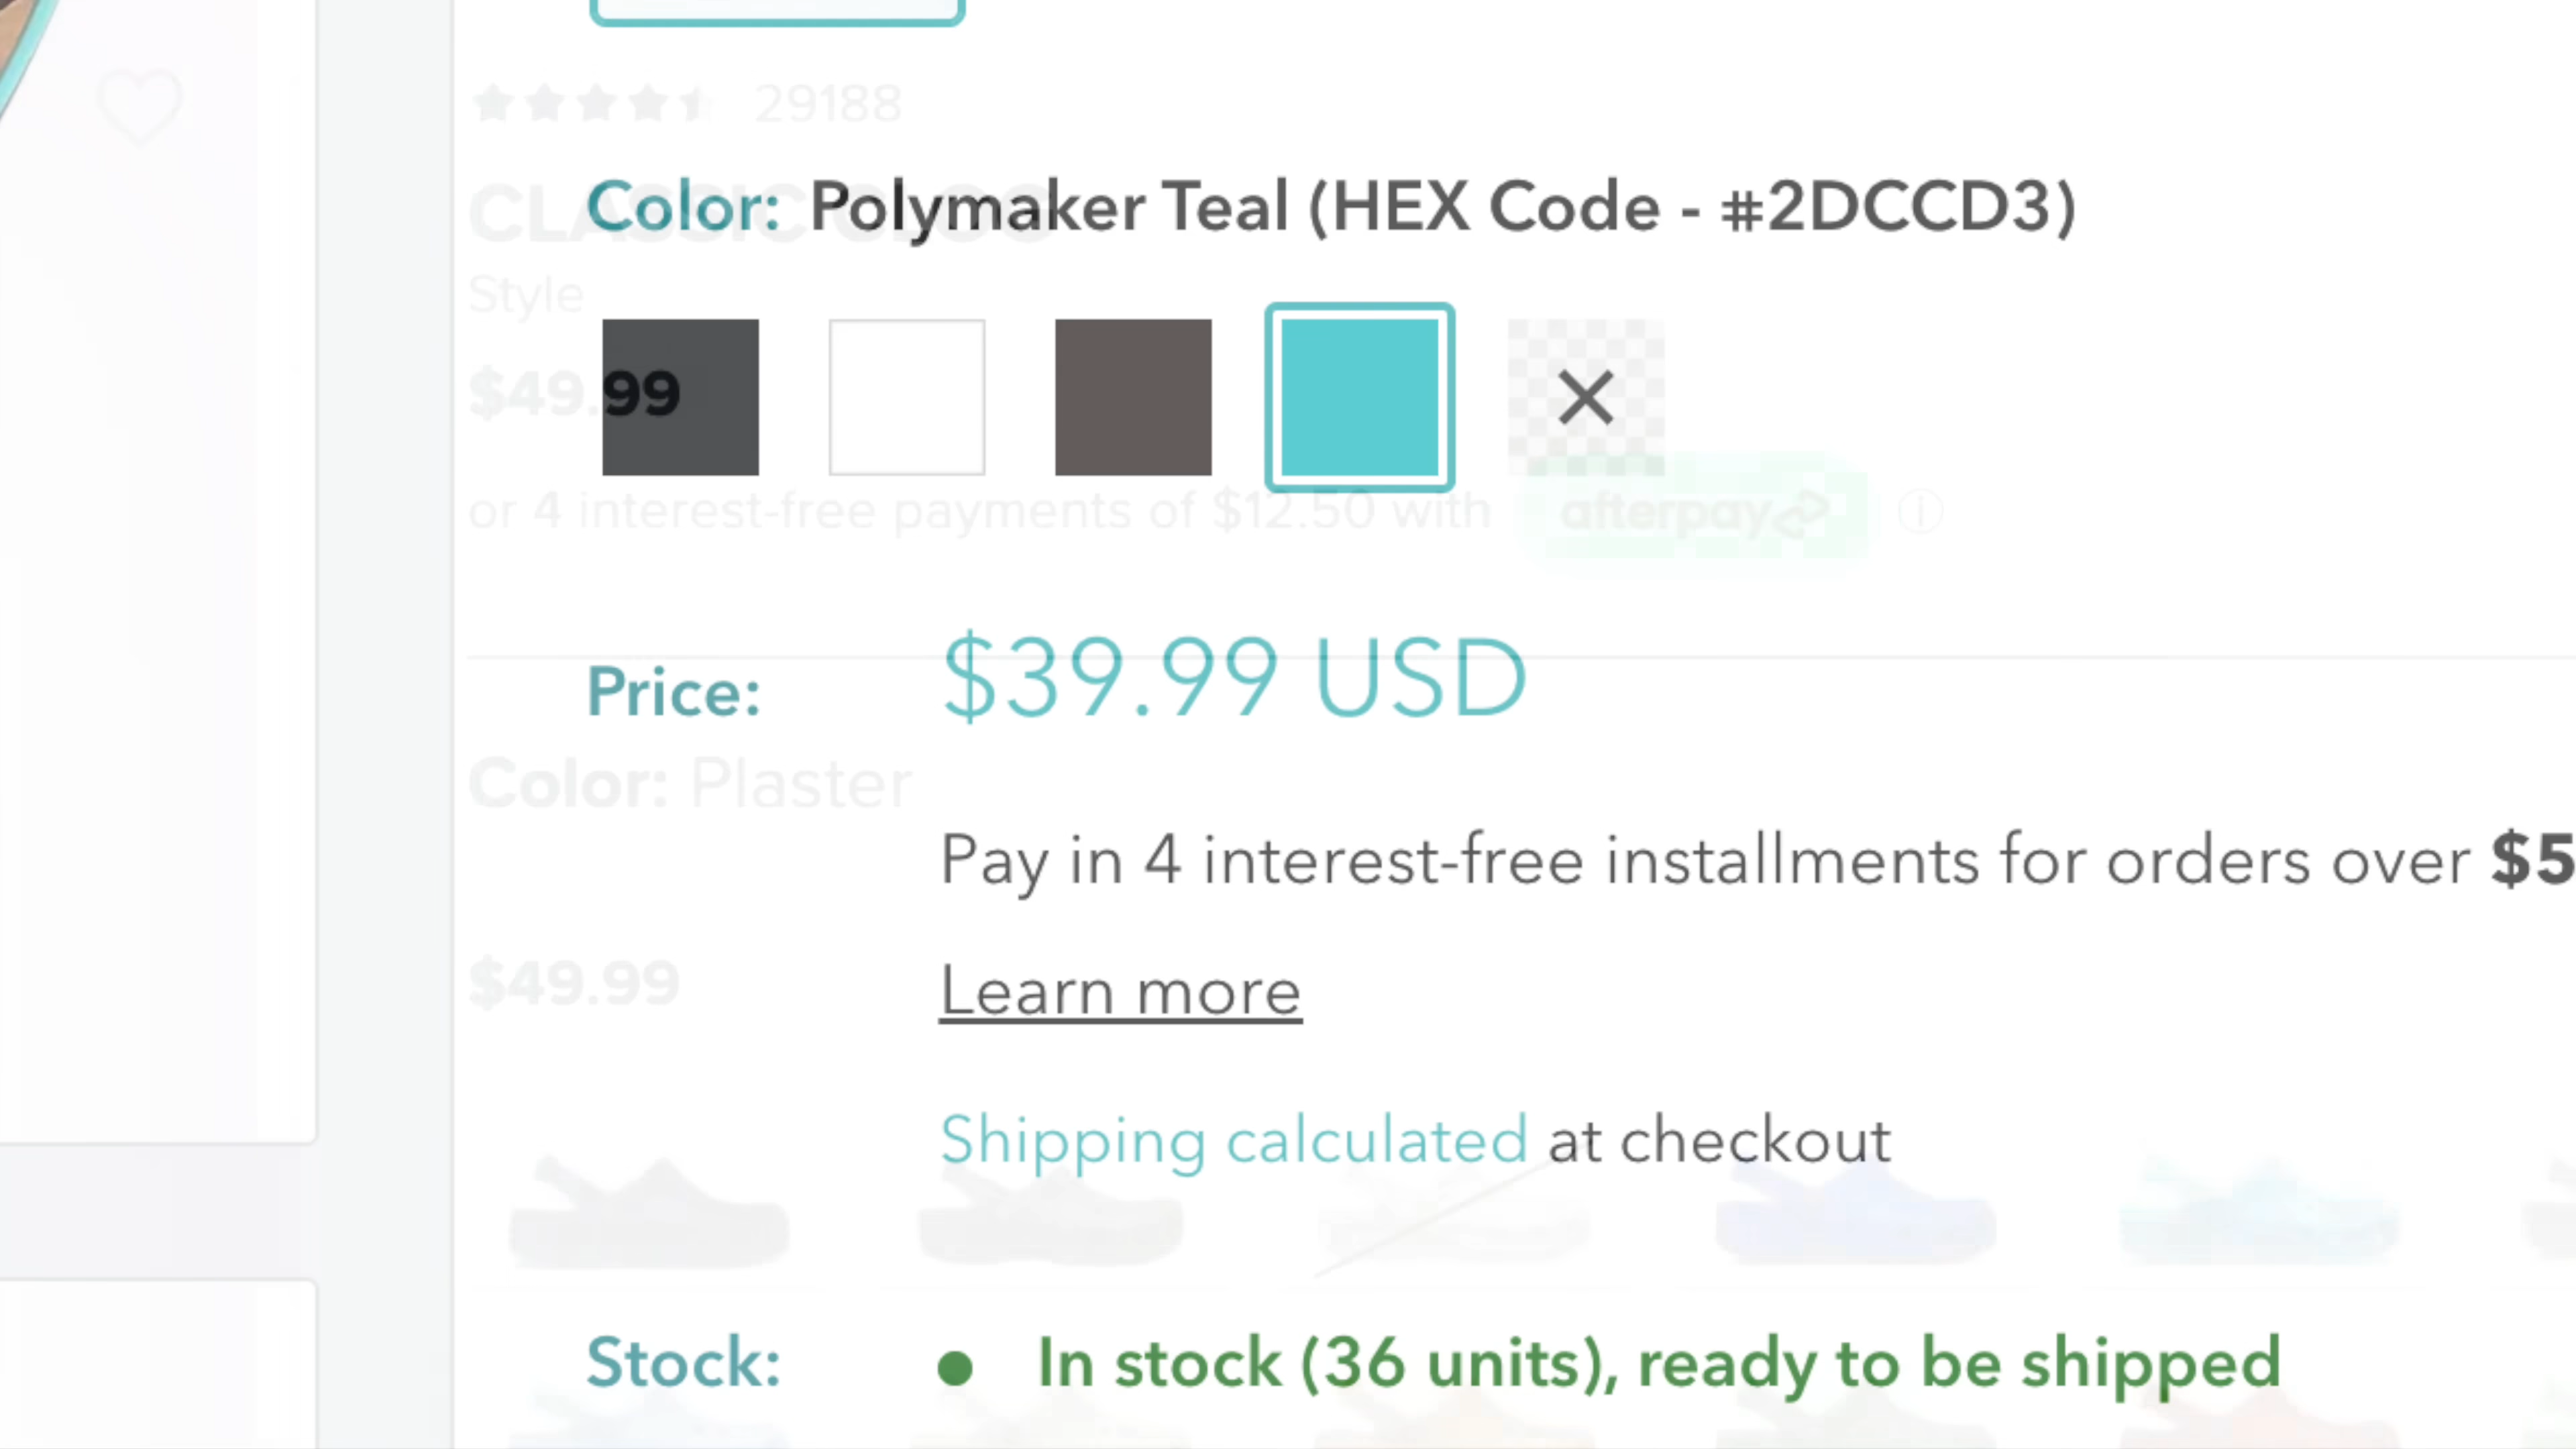 29188
Color: Polymaker Teal (HEX Code - #2DCCD3)
CLASSIC CLOG
Style
$49.99
or 4 interest-free payments of $12.50 with afterpay
Price: $39.99 USD
Color: Plaster
Pay in 4 interest-free installments for orders over $5
$49.99
Learn more
Shipping calculated at checkout
Stock: In stock (36 units), ready to be shipped